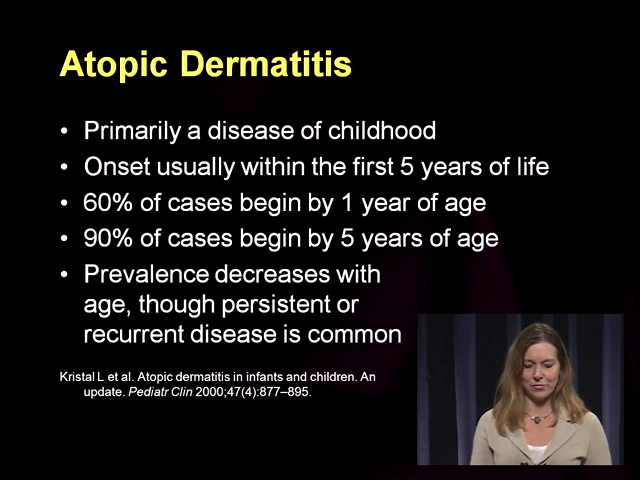 Atopic Dermatitis
• Primarily a disease of childhood
• Onset usually within the first 5 years of life
• 60% of cases begin by 1 year of age
• 90% of cases begin by 5 years of age
• Prevalence decreases with
age, though persistent or
recurrent disease is common
Kristal L et al. Atopic dermatitis in infants and children. An
update. Pediatr Clin 2000;47(4):877–895.